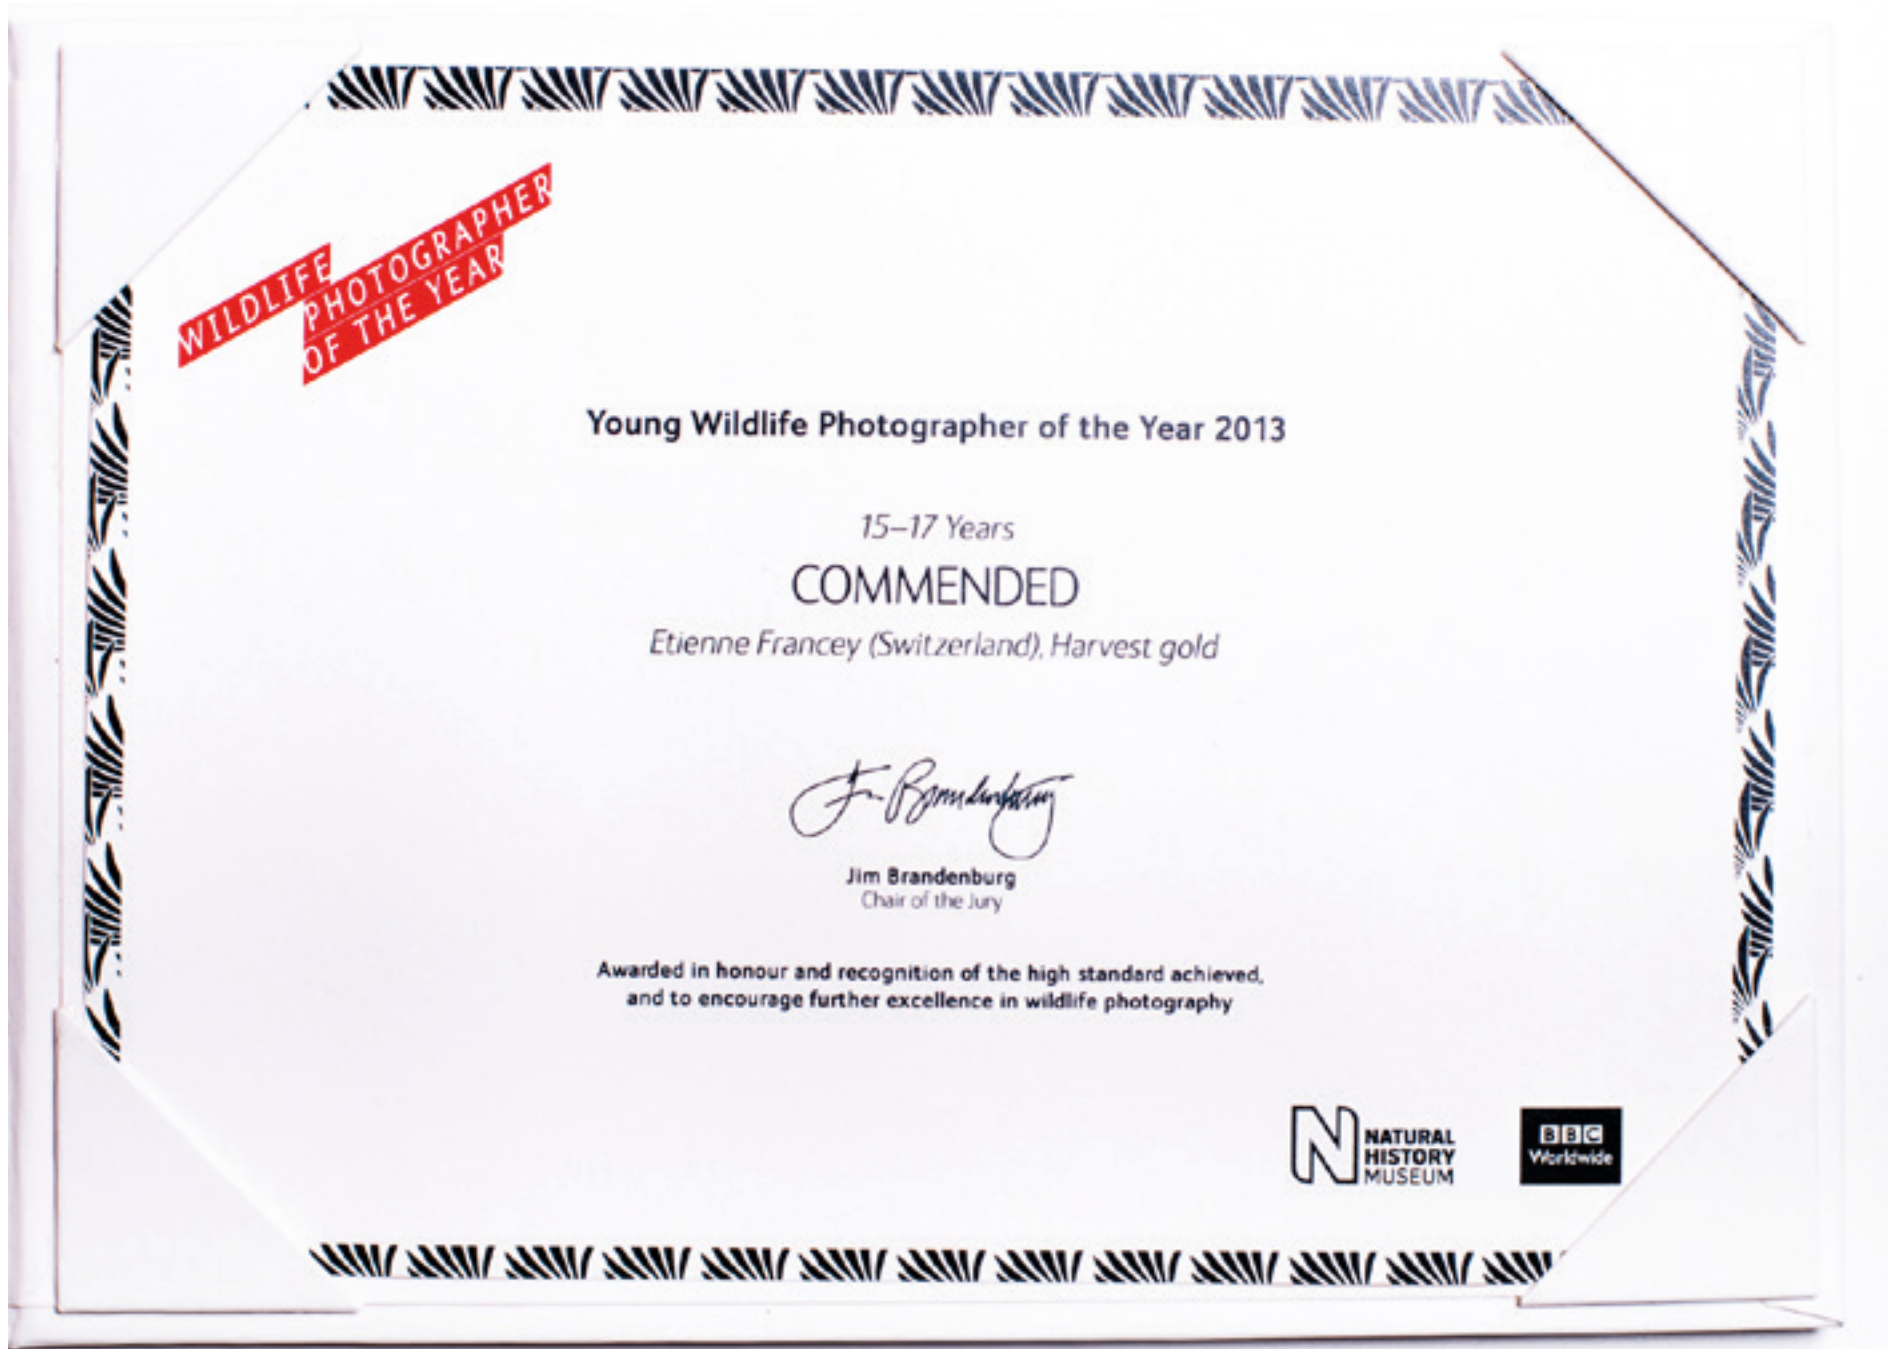 WILDLIFE
PHOTOGRAPHER
OF THE YEAR
Young Wildlife Photographer of the Year 2013
15–17 Years
COMMENDED
Etienne Francey (Switzerland), Harvest gold
Jim Brandenburg
Jim Brandenburg
Chair of the Jury
Awarded in honour and recognition of the high standard achieved,
and to encourage further excellence in wildlife photography
N
NATURAL
HISTORY
MUSEUM
BBC
Worldwide